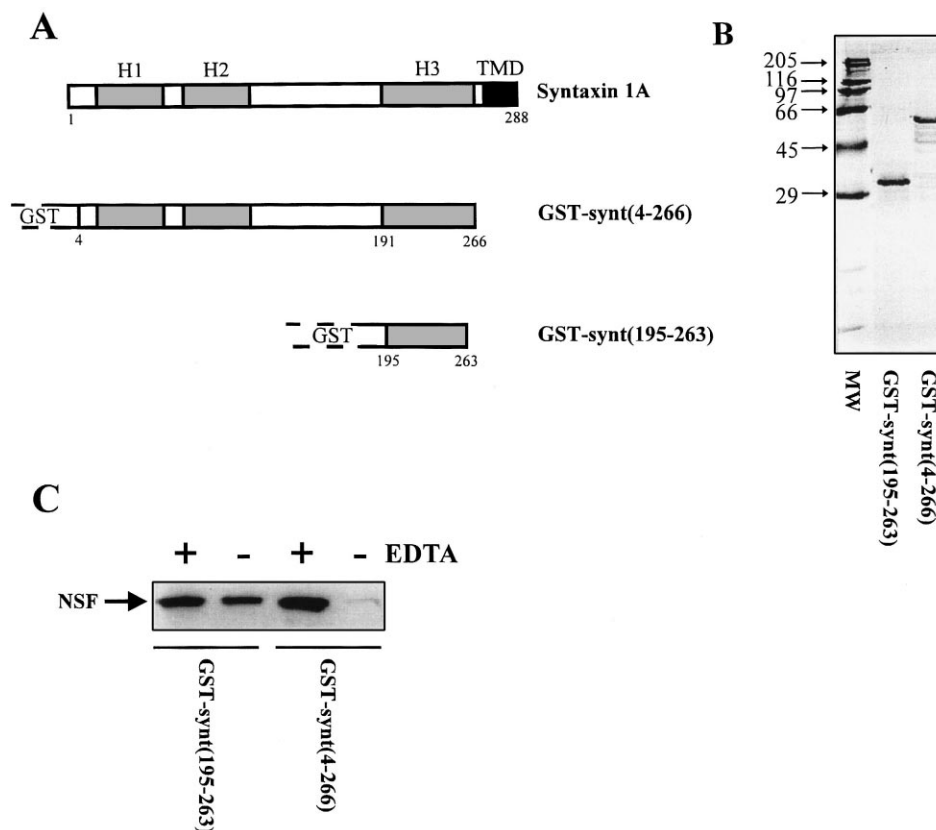 A
H1 H2 H3 TMD
Syntaxin 1A
1 288
GST
GST-synt(4-266)
4 191 266
GST
GST-synt(195-263)
195 263
B
205
116
97
66
45
29
MW
GST-synt(195-263)
GST-synt(4-266)
C
+ - + - EDTA
NSF
GST-synt(195-263)
GST-synt(4-266)